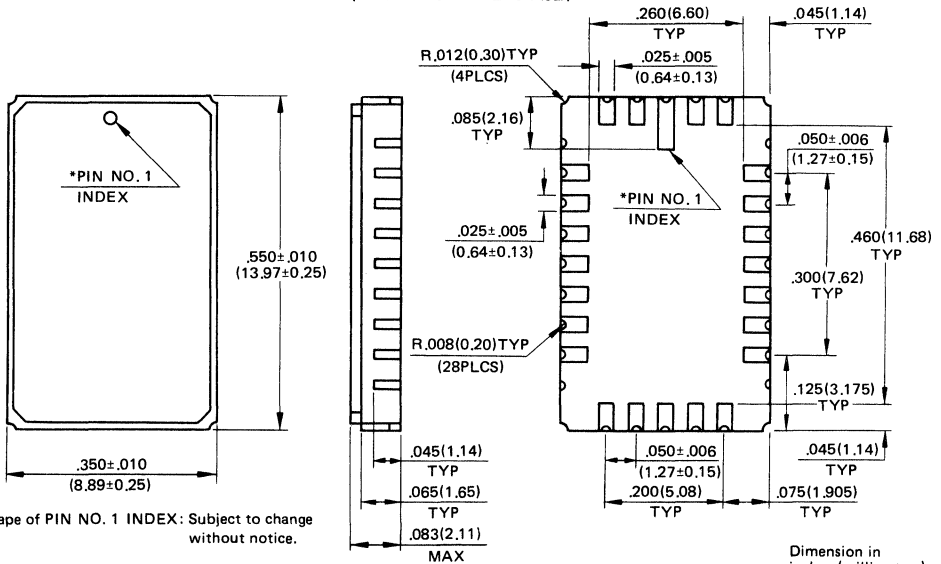 .260(6.60)
TYP
.045(1.14)
TYP
R.012(0.30)TYP
(4PLCS)
.025±.005
(0.64±0.13)
.085(2.16)
TYP
.050±.006
(1.27±0.15)
*PIN NO. 1
INDEX
*PIN NO. 1
INDEX
.025±.005
(0.64±0.13)
.550±.010
(13.97±0.25)
.460(11.68)
TYP
.300(7.62)
TYP
R.008(0.20)TYP
(28PLCS)
.125(3.175)
TYP
.045(1.14)
TYP
.050±.006
(1.27±0.15)
.045(1.14)
TYP
.350±.010
(8.89±0.25)
.065(1.65)
TYP
.200(5.08)
TYP
.075(1.905)
TYP
of PIN NO. 1 INDEX: Subject to change
without notice.
.083(2.11)
MAX
Dimension in